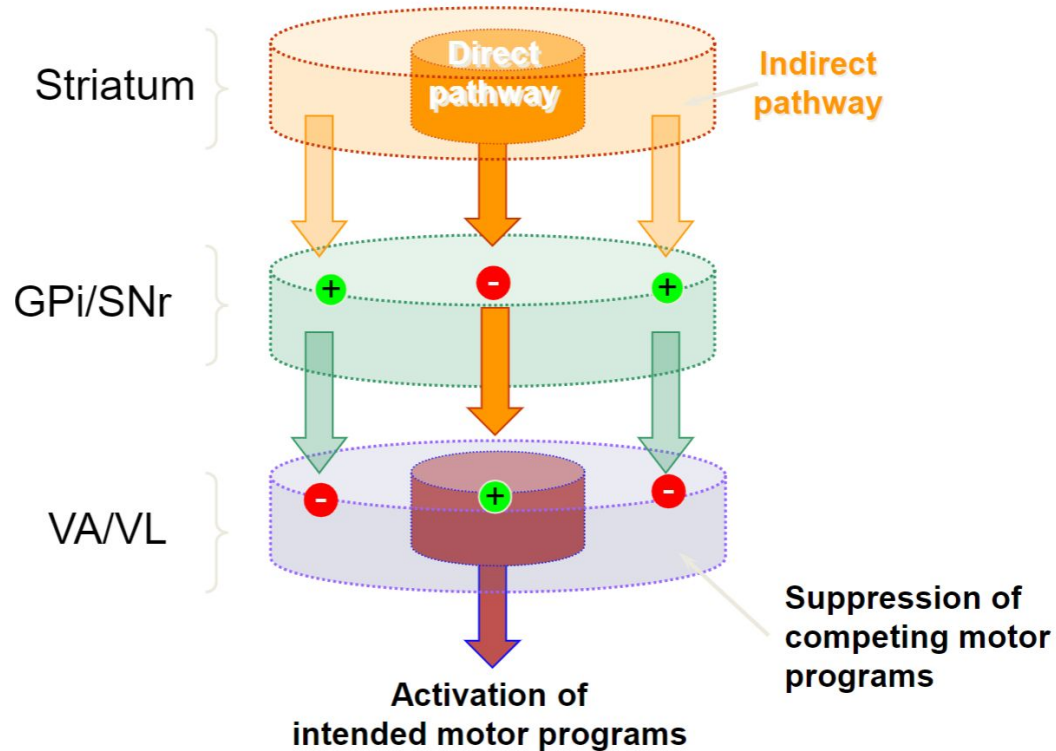 Striatum
Direct
pathway
Indirect
pathway
GPi/SNr
+
-
+
VA/VL
-
+
-
Suppression of
competing motor
programs
Activation of
intended motor programs